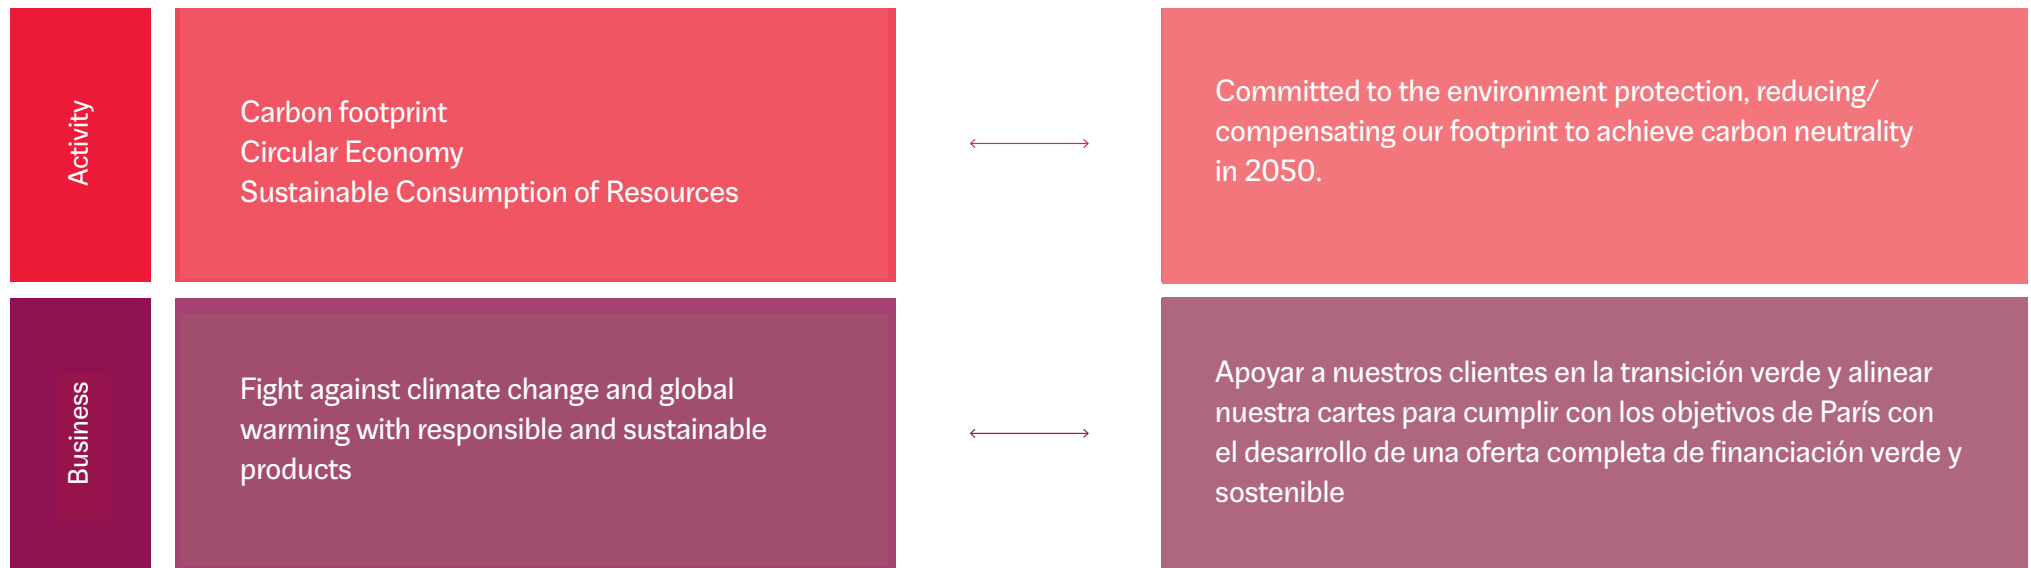 Activity
Carbon footprint
Circular Economy
Sustainable Consumption of Resources
Committed to the environment protection, reducing/
compensating our footprint to achieve carbon neutrality
in 2050.
Business
Fight against climate change and global
warming with responsible and sustainable
products
Apoyar a nuestros clientes en la transición verde y alinear
nuestra cartes para cumplir con los objetivos de París con
el desarrollo de una oferta completa de financiación verde y
sostenible